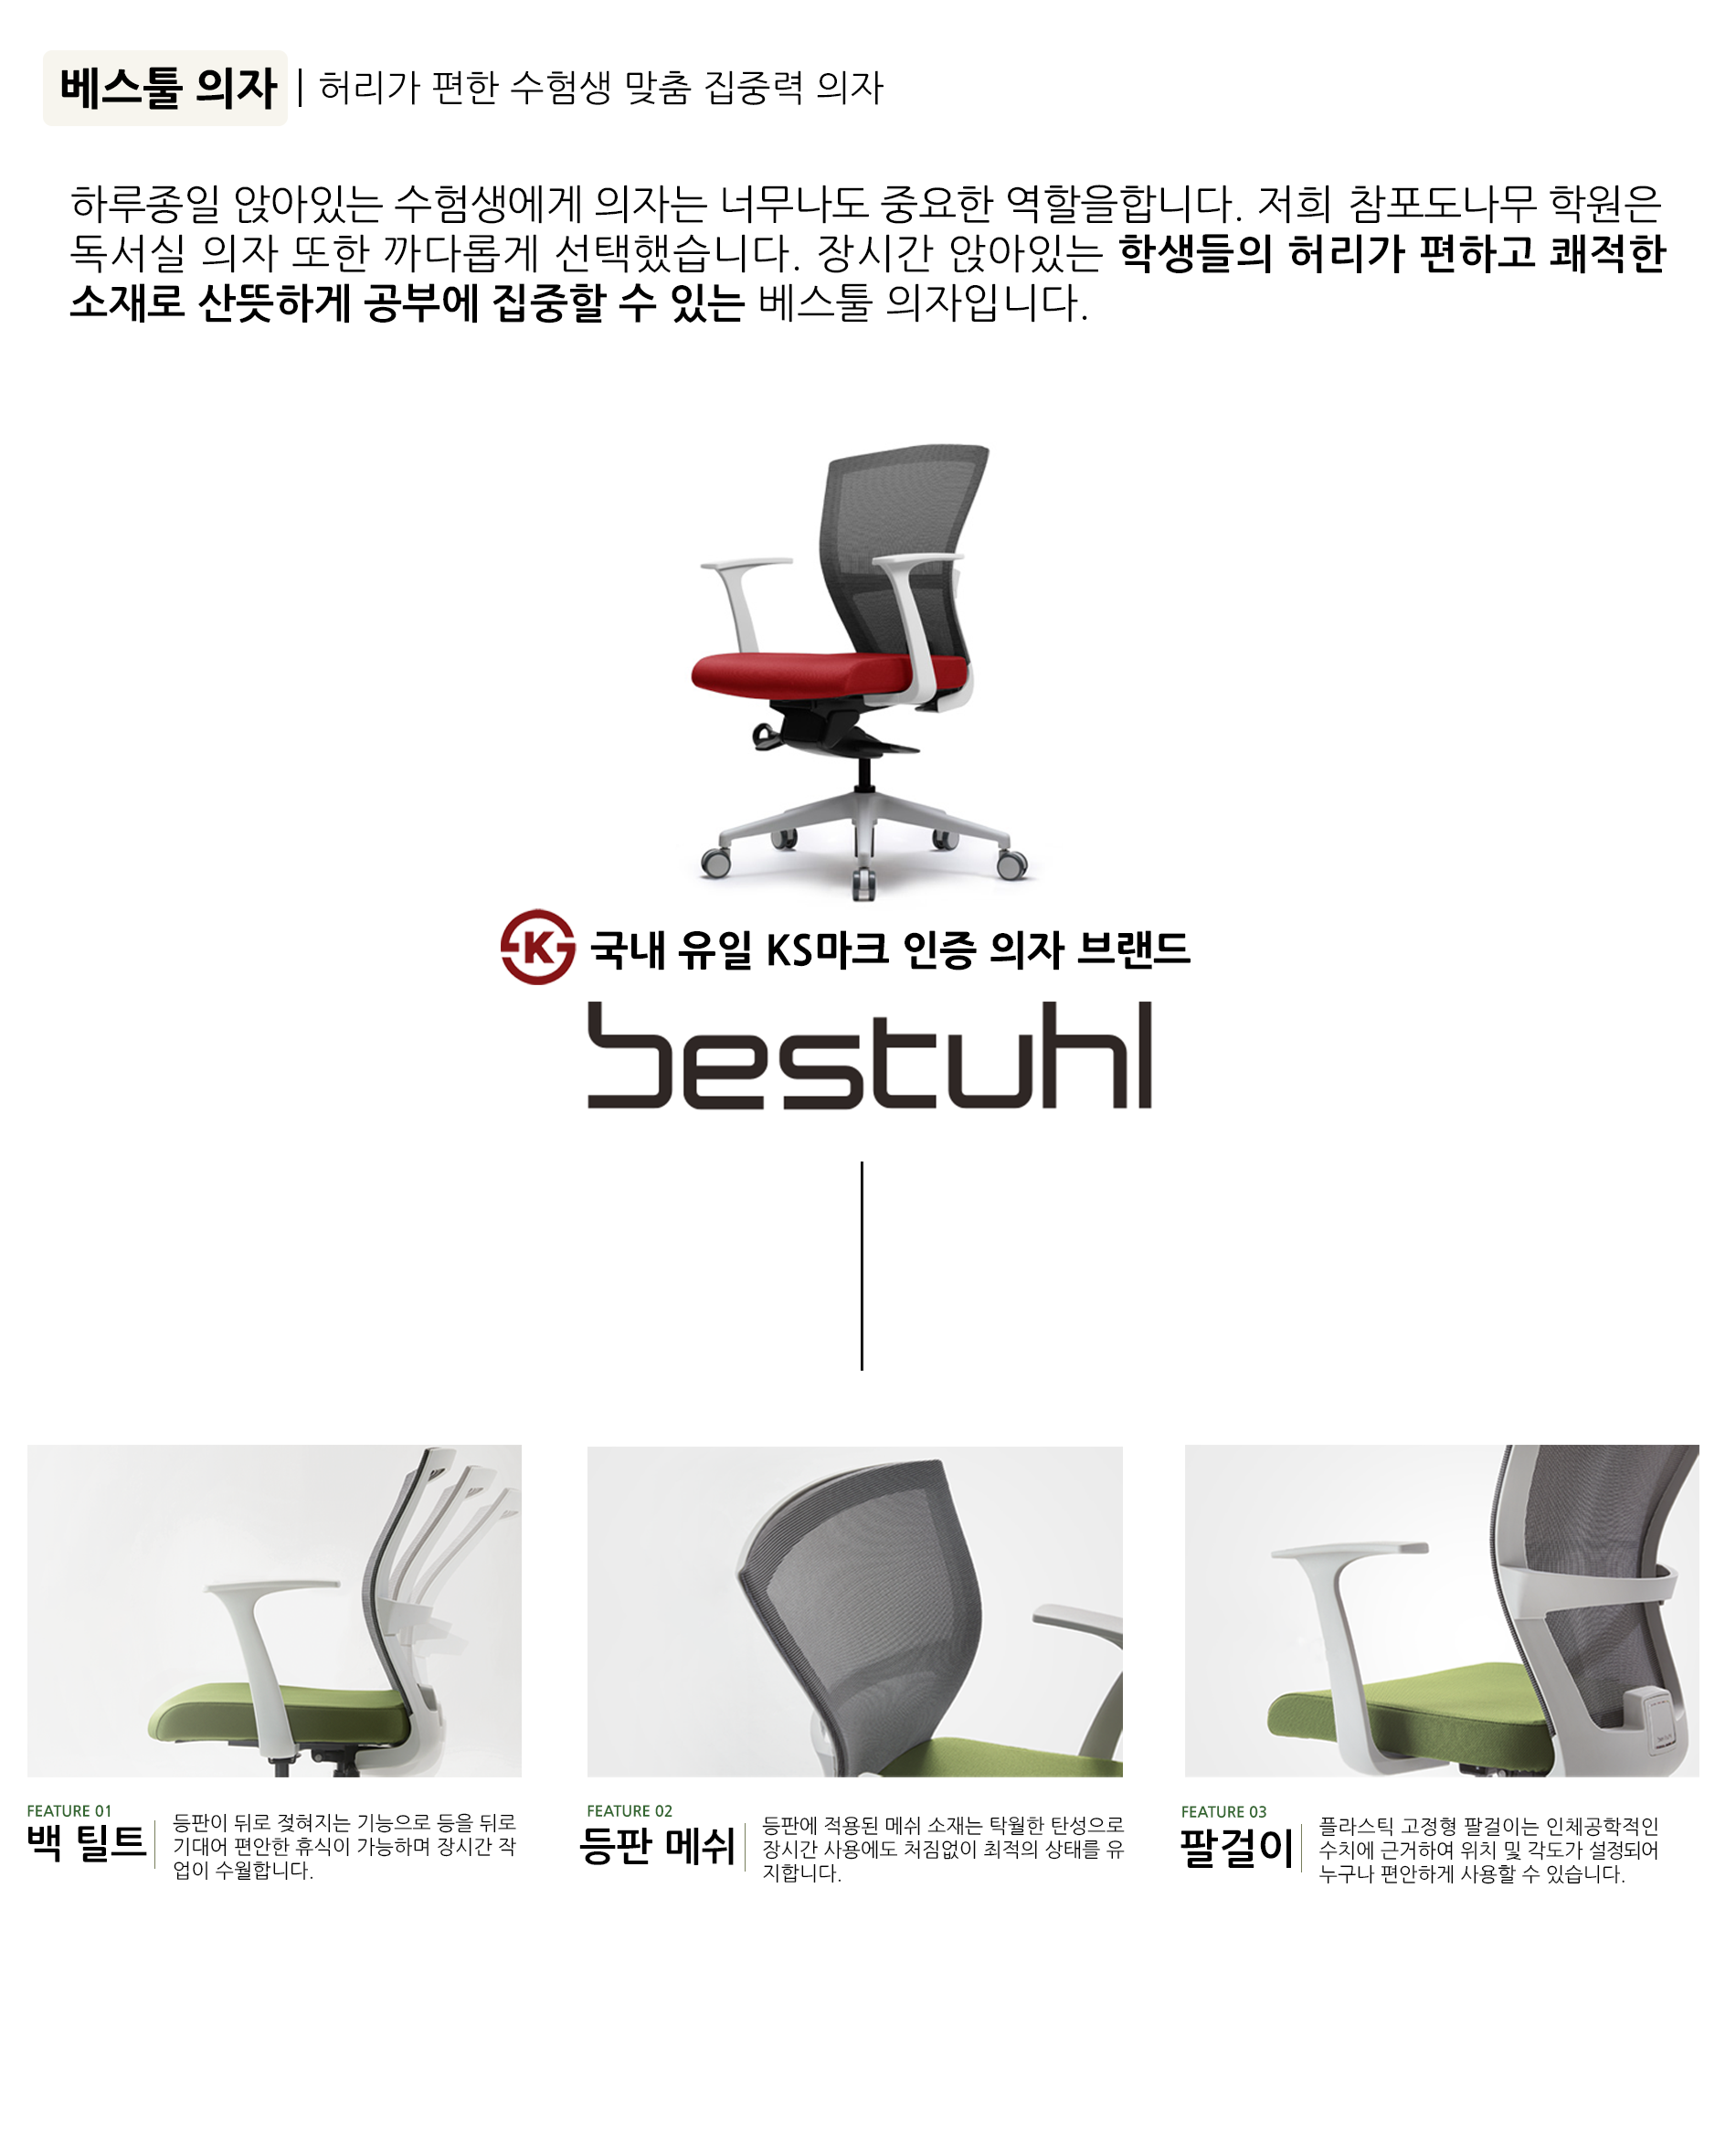 베스툴 의자 | 허리가 편한 수험생 맞춤 집중력 의자
하루종일 앉아있는 수험생에게 의자는 너무나도 중요한 역할을합니다. 저희 참포도나무 학원은
독서실 의자 또한 까다롭게 선택했습니다. 장시간 앉아있는 학생들의 허리가 편하고 쾌적한
소재로 산뜻하게 공부에 집중할 수 있는 베스툴 의자입니다.
K 국내 유일 KS마크 인증 의자 브랜드
bestuhl
FEATURE 01
백 틸트
등판이 뒤로 젖혀지는 기능으로 등을 뒤로
기대어 편안한 휴식이 가능하며 장시간 작
업이 수월합니다.
FEATURE 02
등판 메쉬
등판에 적용된 메쉬 소재는 탁월한 탄성으로
장시간 사용에도 처짐없이 최적의 상태를 유
지합니다.
FEATURE 03
팔걸이
플라스틱 고정형 팔걸이는 인체공학적인
수치에 근거하여 위치 및 각도가 설정되어
누구나 편안하게 사용할 수 있습니다.